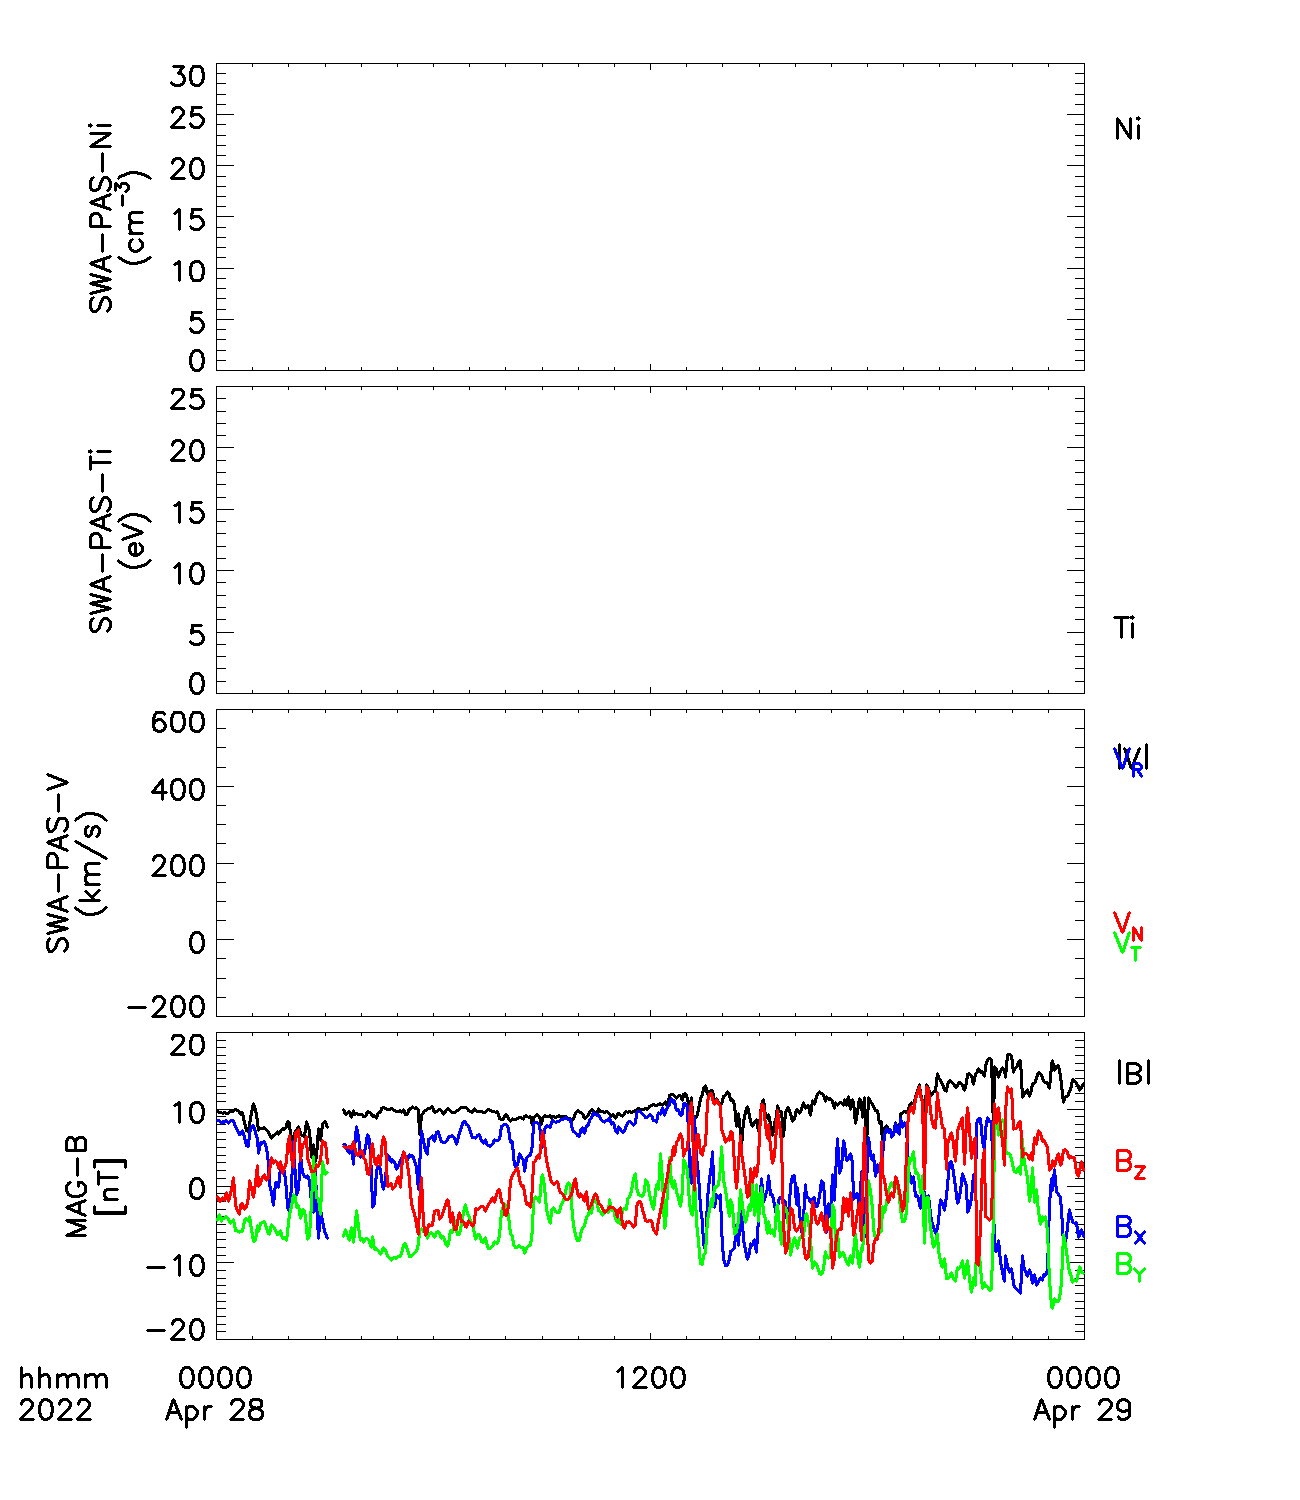 SWA-PAS-Ni
(cm-3)
30
25
20
15
10
5
0
Ni
SWA-PAS-Ti
(eV)
25
20
15
10
5
0
Ti
SWA-PAS-V
(km/s)
600
400
200
0
-200
|V|
VR
VN
VT
MAG-B
[nT]
20
10
0
-10
-20
|B|
BZ
BX
BY
hhmm 0000 1200 0000
2022 Apr 28 Apr 29